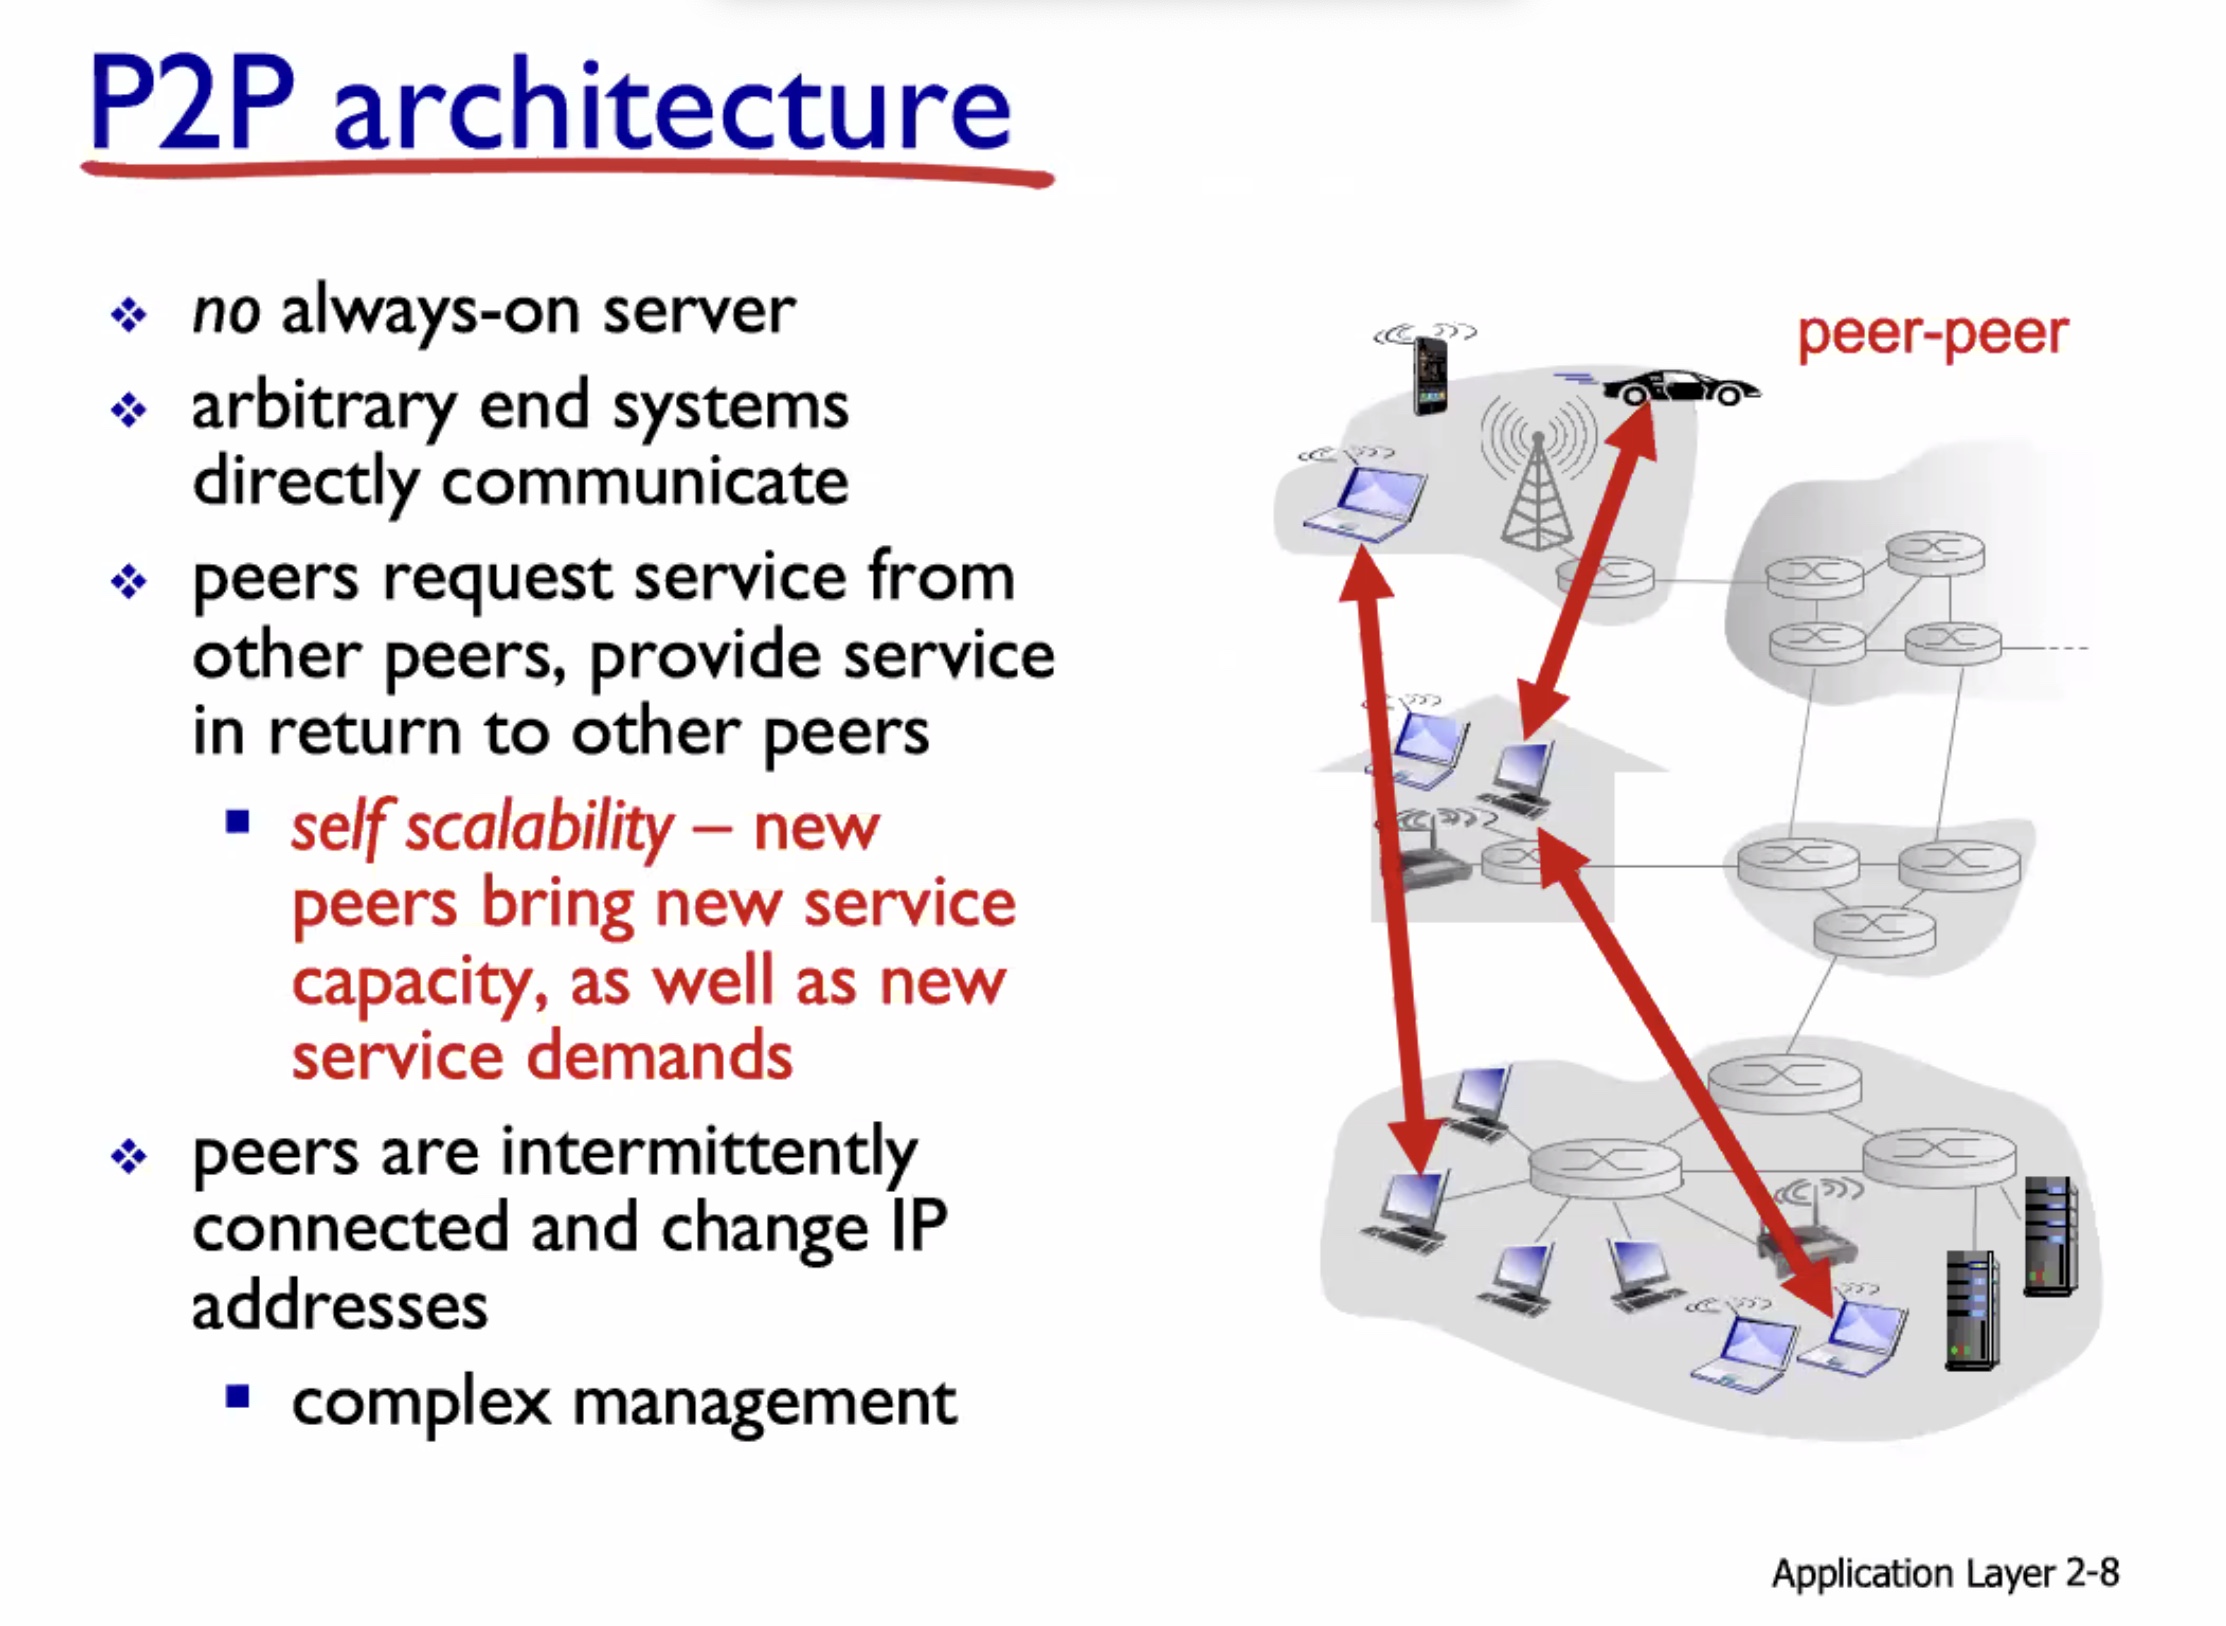 P2P architecture
no always-on server
arbitrary end systems
directly communicate
peers request service from
other peers, provide service
in return to other peers
self scalability – new
peers bring new service
capacity, as well as new
service demands
peers are intermittently
connected and change IP
addresses
complex management
peer-peer
Application Layer 2-8